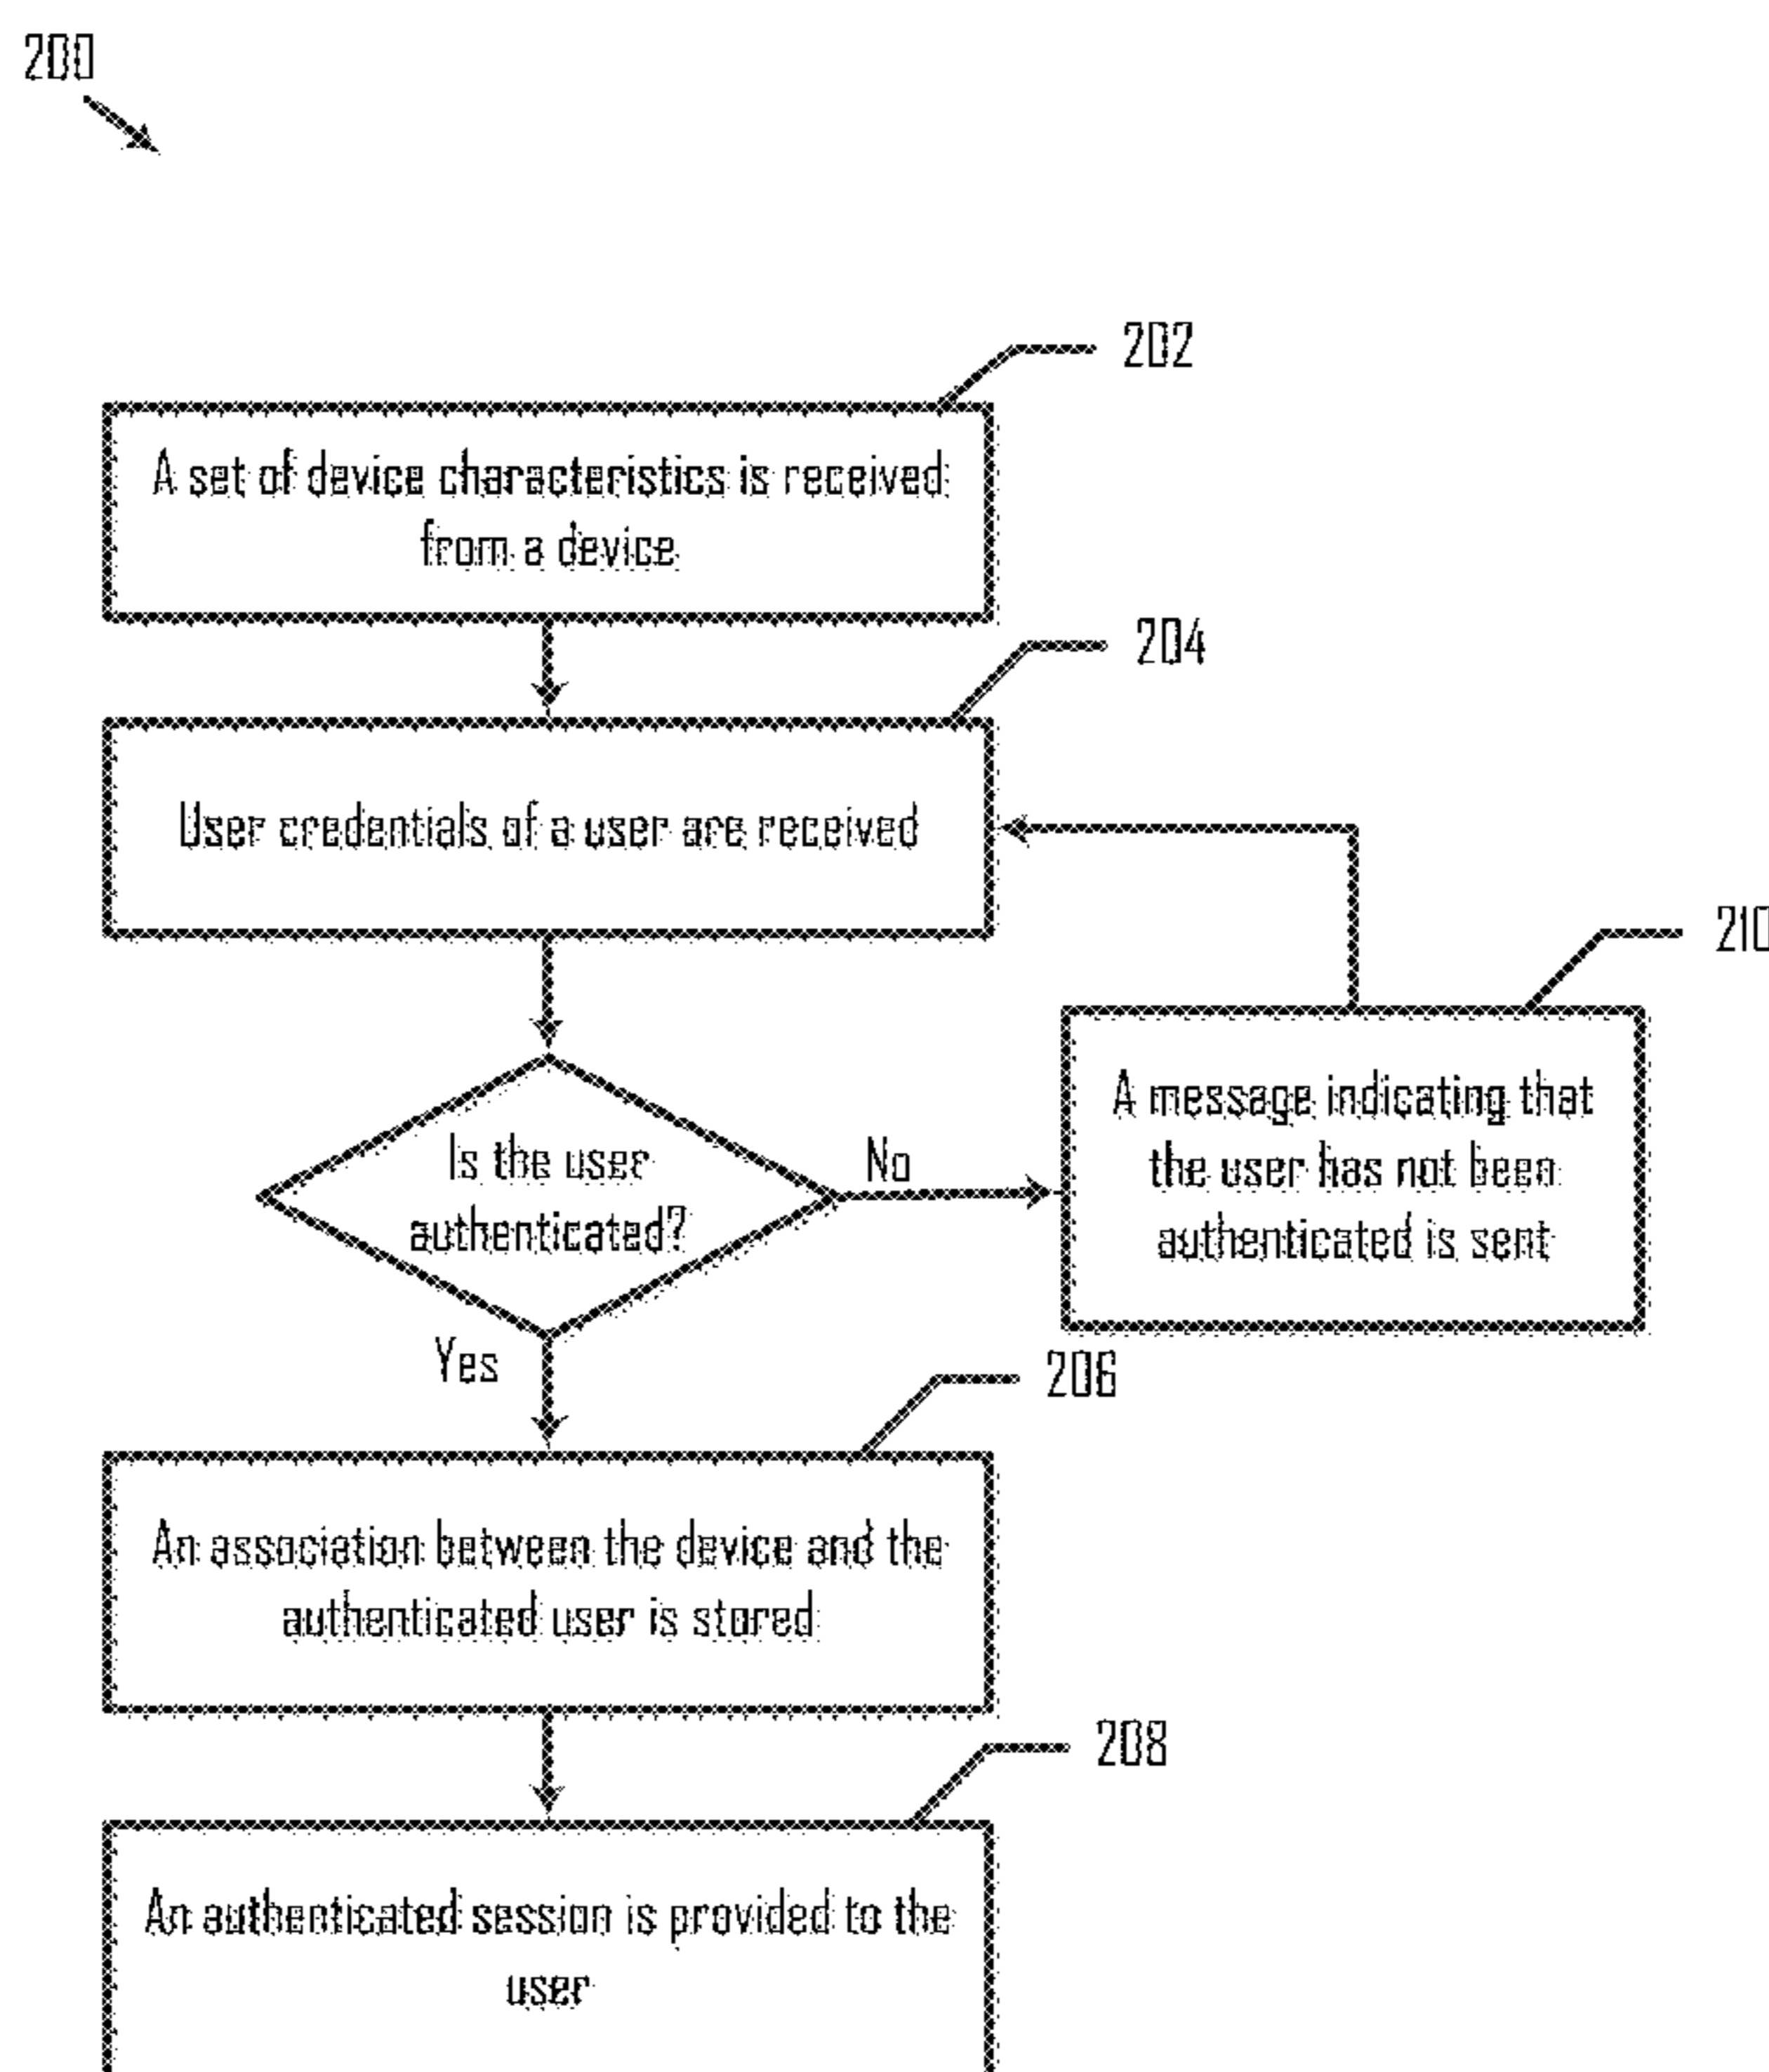 200
202
A set of device characteristics is received
from a device
204
User credentials of a user are received
210
A message indicating that
the user has not been
authenticated is sent
Is the user
authenticated?
No
Yes
206
An association between the device and the
authenticated user is stored
208
An authenticated session is provided to the
user